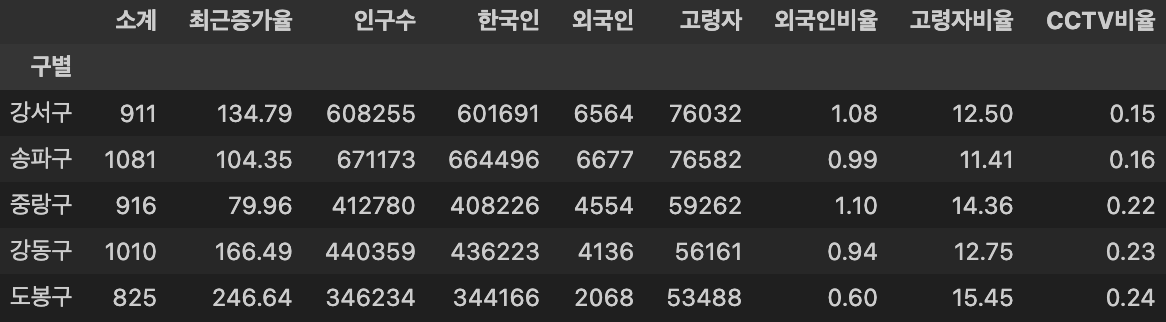 소계 최근증가율 인구수 한국인 외국인 고령자 외국인비율 고령자비율 CCTV비율
구별
강서구 911 134.79 608255 601691 6564 76032 1.08 12.50 0.15
송파구 1081 104.35 671173 664496 6677 76582 0.99 11.41 0.16
중랑구 916 79.96 412780 408226 4554 59262 1.10 14.36 0.22
강동구 1010 166.49 440359 436223 4136 56161 0.94 12.75 0.23
도봉구 825 246.64 346234 344166 2068 53488 0.60 15.45 0.24